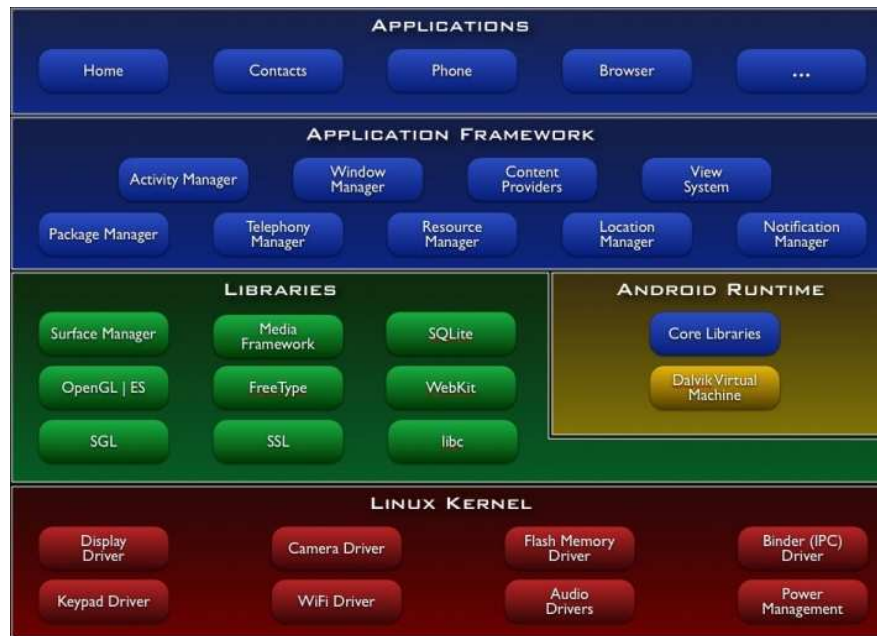 APPLICATIONS
Home
Contacts
Phone
Browser
...
APPLICATION FRAMEWORK
Activity Manager
Window
Manager
Content
Providers
View
System
Package Manager
Telephony
Manager
Resource
Manager
Location
Manager
Notification
Manager
LIBRARIES
Surface Manager
Media
Framework
SQLite
OpenGL | ES
FreeType
WebKit
SGL
SSL
libc
ANDROID RUNTIME
Core Libraries
Dalvik Virtual
Machine
LINUX KERNEL
Display
Driver
Camera Driver
Flash Memory
Driver
Binder (IPC)
Driver
Keypad Driver
WiFi Driver
Audio
Drivers
Power
Management